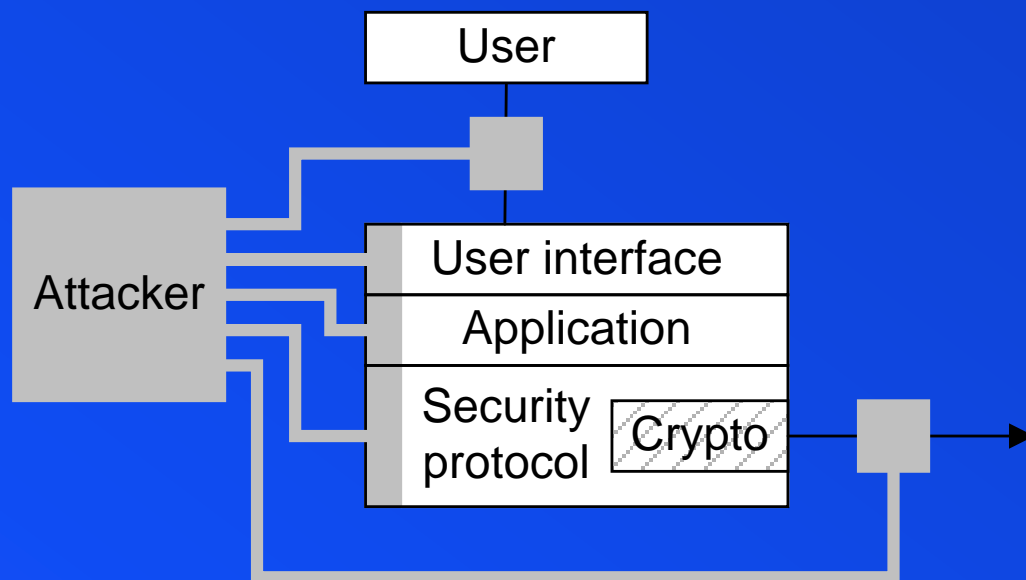 User
User interface
Attacker
Application
Security
protocol
Crypto